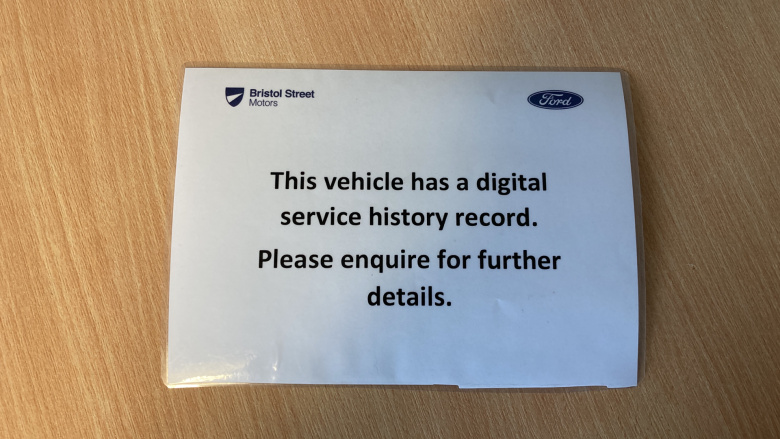 Bristol Street
Motors
Ford
This vehicle has a digital
service history record.
Please enquire for further
details.